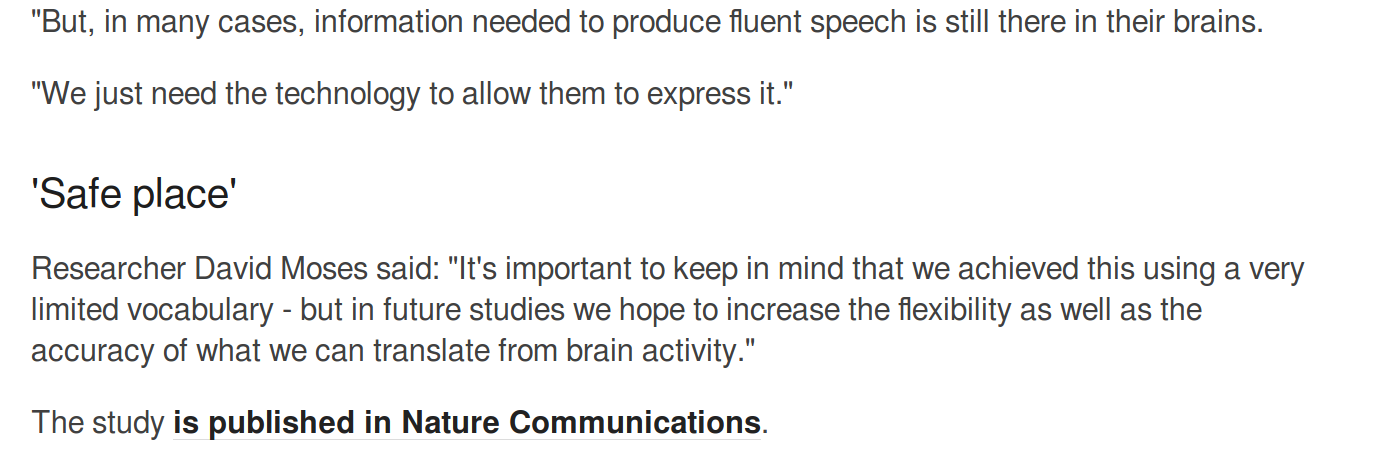 "But, in many cases, information needed to produce fluent speech is still there in their brains.
"We just need the technology to allow them to express it."
'Safe place'
Researcher David Moses said: "It's important to keep in mind that we achieved this using a very
limited vocabulary - but in future studies we hope to increase the flexibility as well as the
accuracy of what we can translate from brain activity."
The study is published in Nature Communications.